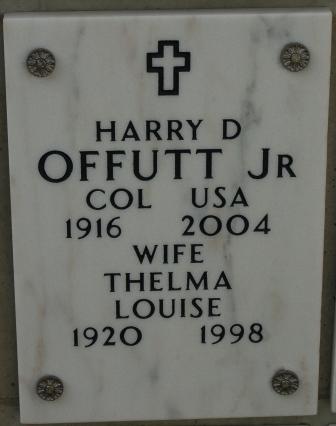 HARRY D
OFFUTT JR
COL USA
1916 2004
WIFE
THELMA
LOUISE
1920 1998